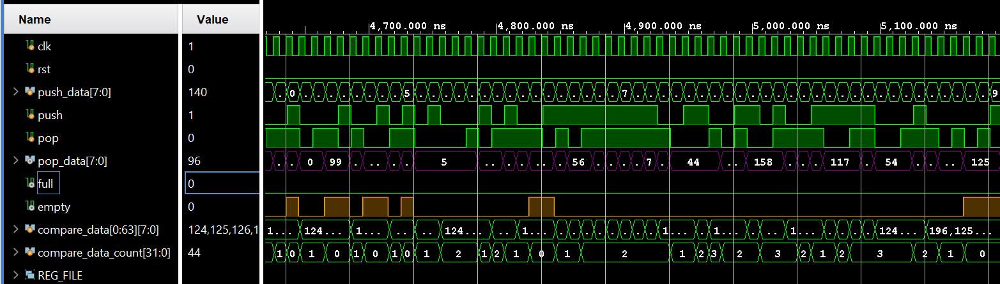 Name Value
4,700.000 ns 4,800.000 ns 4,900.000 ns 5,000.000 ns 5,100.000 ns
clk 1
rst 0
push_data[7:0] 140 . . 0 . . . . . . . . 5 . . . . . . . . . . . . . . . . 7 . . . . . . . . . . . . . . . . . . . . . . . . . . . . 9
push 1
pop 0
pop_data[7:0] 96 . . . 0 99 . .. . . 5 .. . . .. .. 56 . . . 7 . 44 .. . 158 .. . 117 . 54 . .. 125
full 0
empty 0
compare_data[0:63][7:0] 124,125,126,1 1... 124... 1... .. .. 124... .. 1... 1... 1... .. 1... 124... 196,125...
compare_data_count[31:0] 44 1 0 1 0 1 0 1 0 1 2 1 2 1 0 1 2 1 2 3 2 3 2 1 2 3 2 1 0
REG_FILE